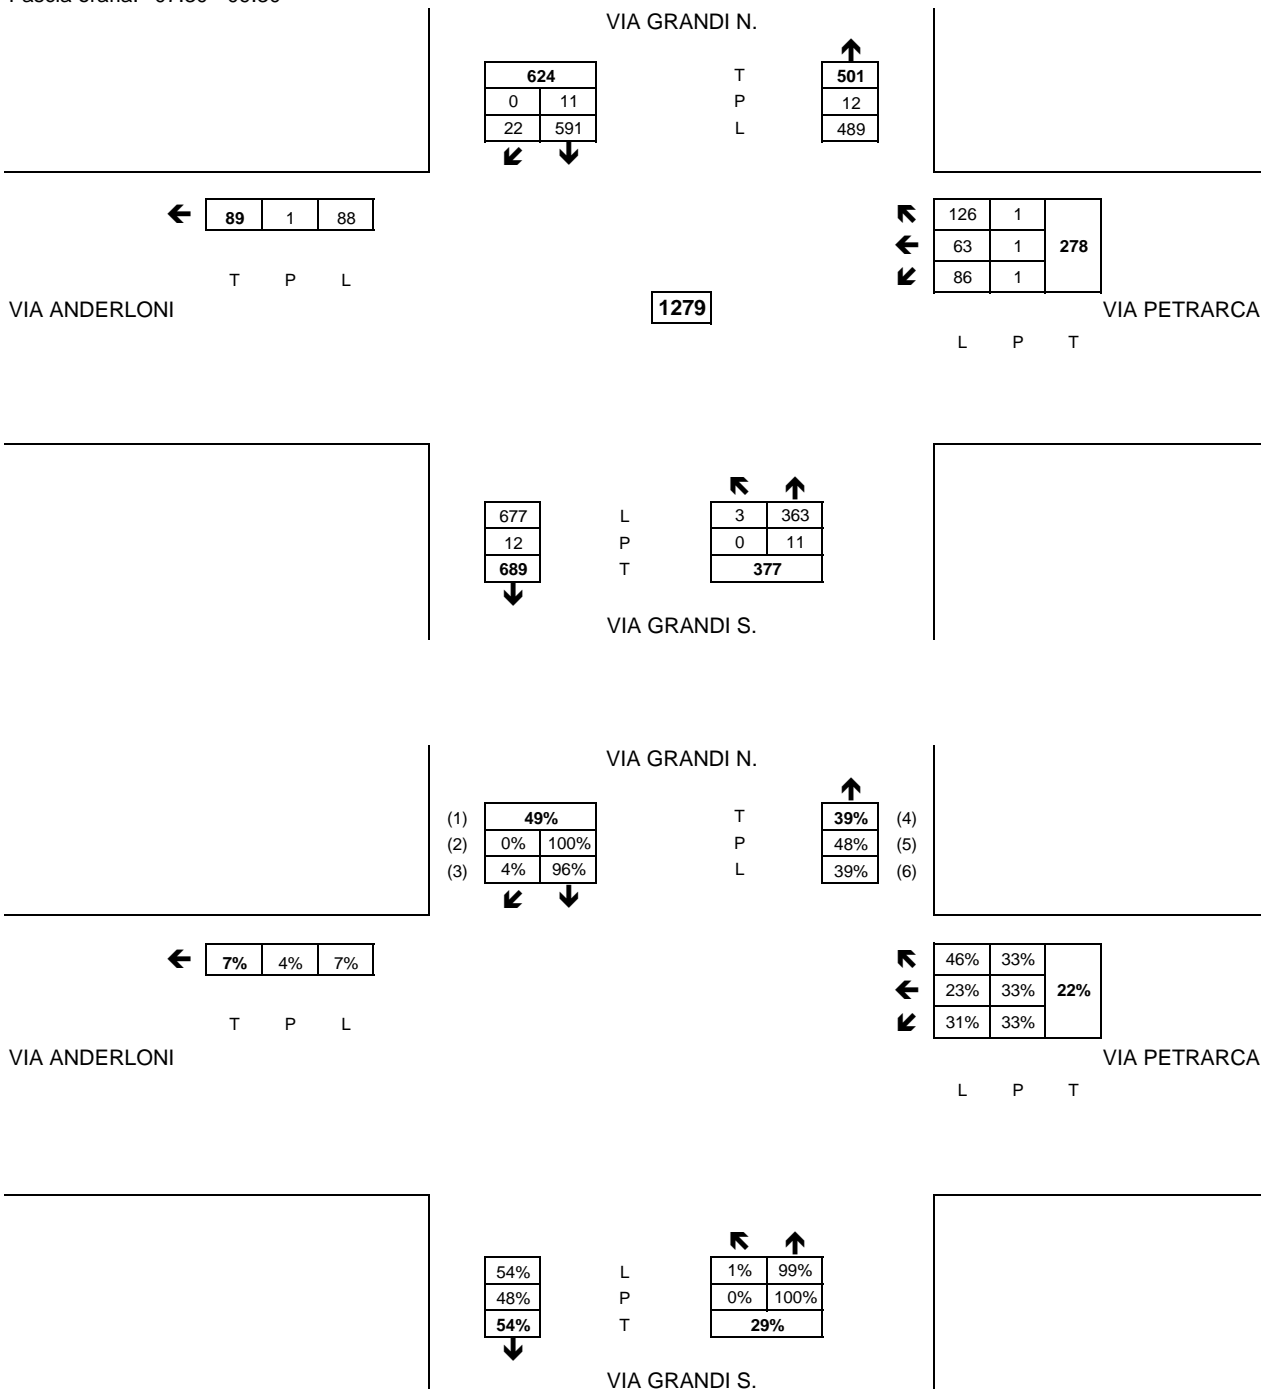 VIA GRANDI N.
624 T 501
0 11 P 12
22 591 L 489
89 1 88
126 1
63 1 278
86 1
T P L
VIA ANDERLONI
1279
VIA PETRARCA
L P T
677 L 3 363
12 P 0 11
689 T 377
VIA GRANDI S.
VIA GRANDI N.
(1) 49% T 39% (4)
(2) 0% 100% P 48% (5)
(3) 4% 96% L 39% (6)
7% 4% 7%
46% 33%
23% 33% 22%
31% 33%
T P L
VIA ANDERLONI
VIA PETRARCA
L P T
54% L 1% 99%
48% P 0% 100%
54% T 29%
VIA GRANDI S.